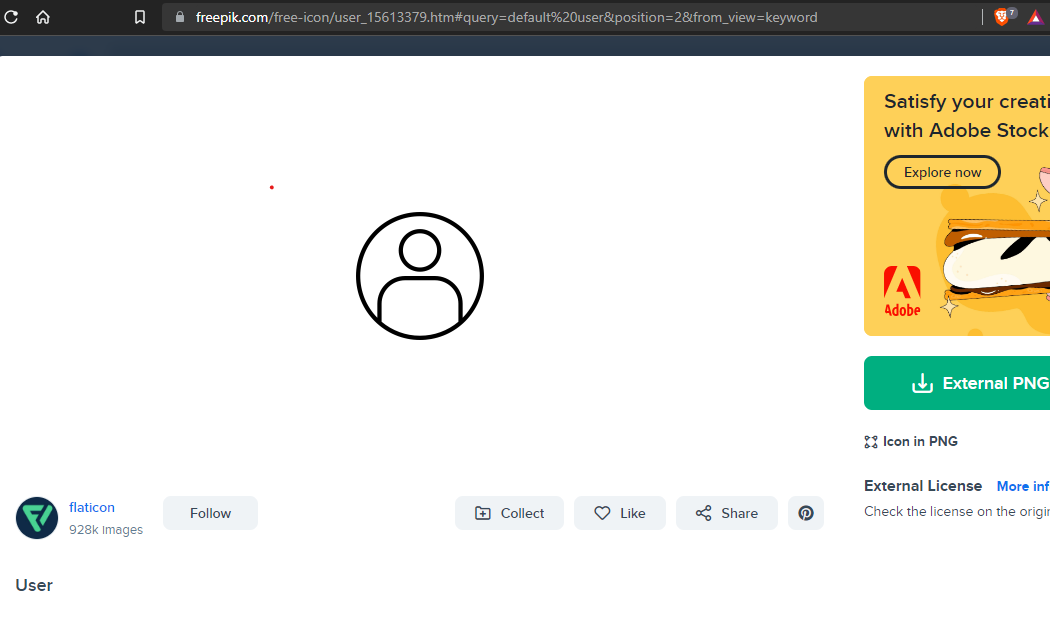 freepik.com/free-icon/user_15613379.htm#query=default%20user&position=2&from_view=keyword
7
Satisfy your creati
with Adobe Stock
Explore now
Adobe
External PNG
Icon in PNG
External License More inf
Check the license on the origin
flaticon
928k images
Follow
Collect
Like
Share
User